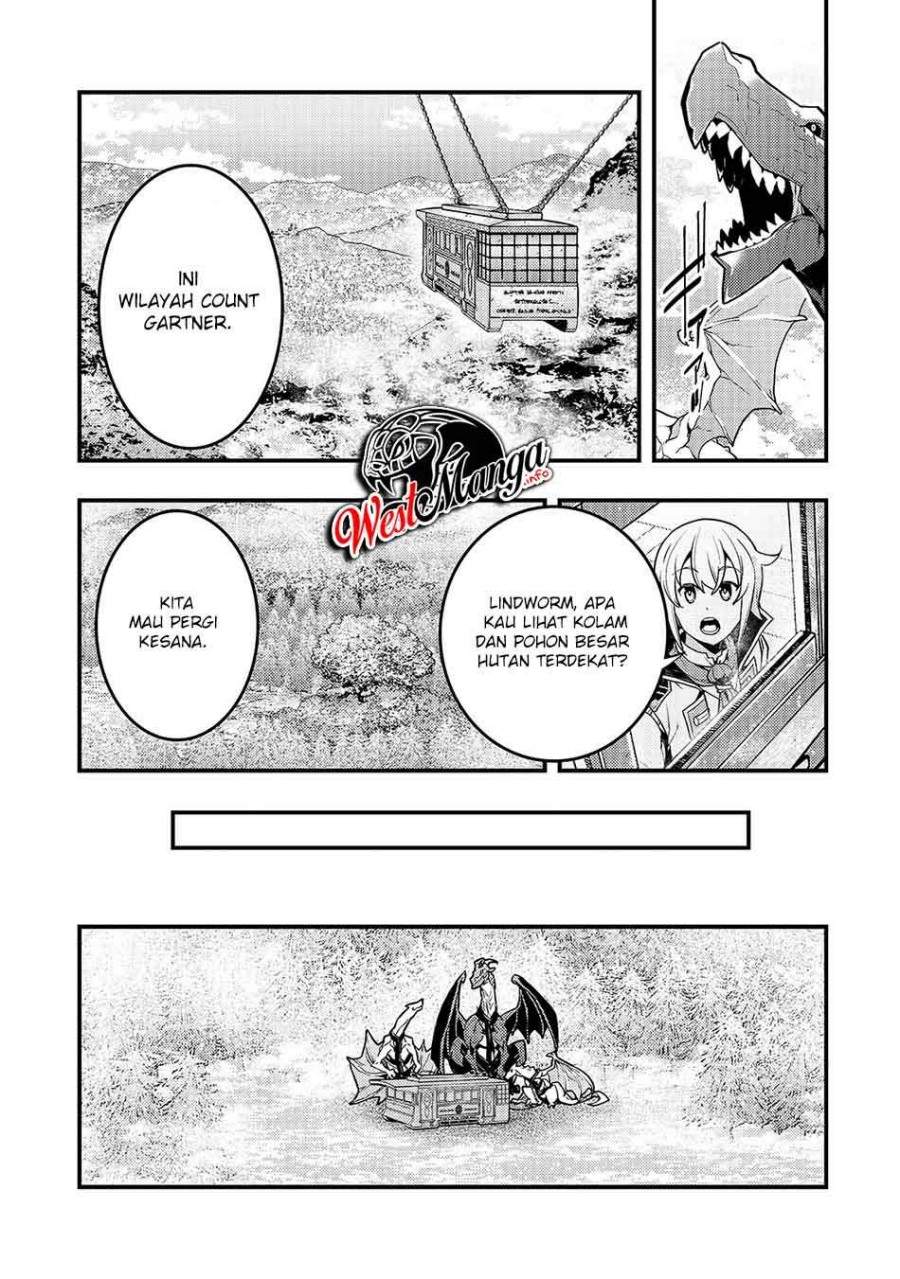 INI
WILAYAH COUNT
GARTNER.
WestManga
.info
LINDWORM, APA
KAU LIHAT KOLAM
DAN POHON BESAR
HUTAN TERDEKAT?
KITA
MAU PERGI
KESANA.